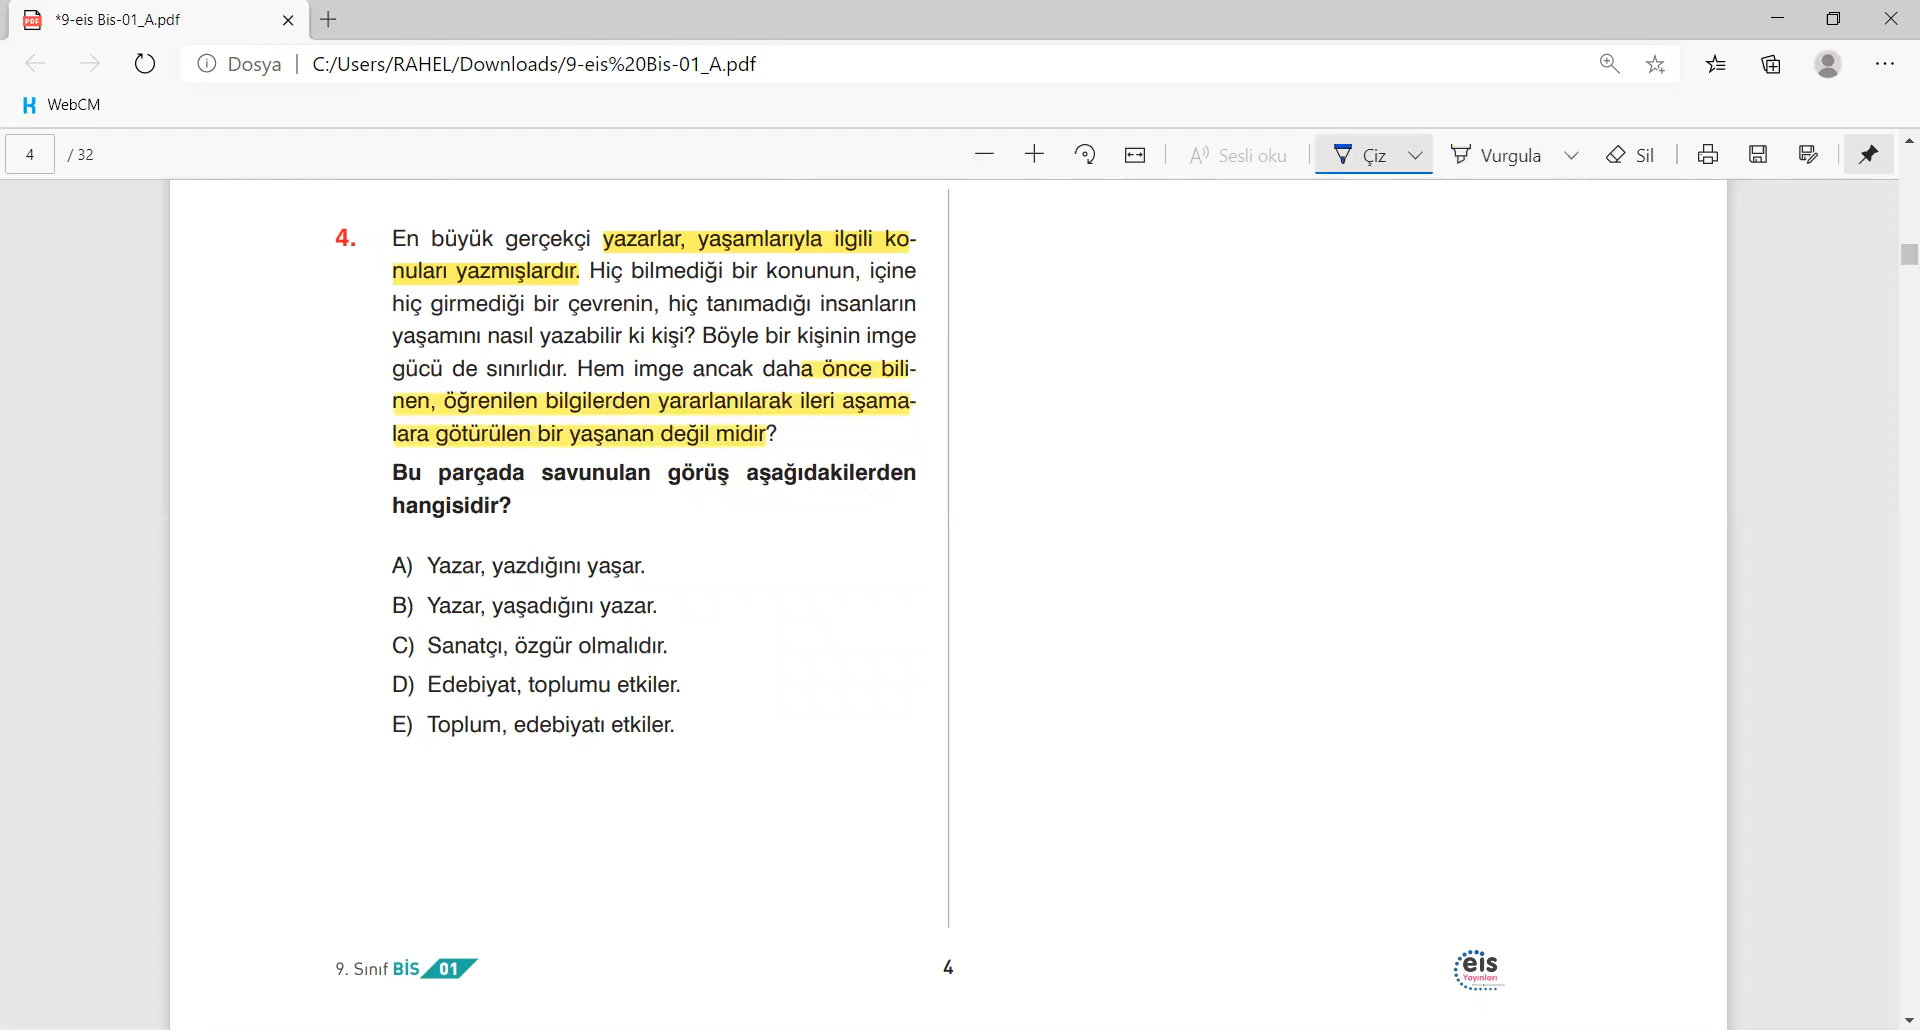 *9-eis Bis-01_A.pdf
Dosya | C:/Users/RAHEL/Downloads/9-eis%20Bis-01_A.pdf
WebCM
4 / 32
Sesli oku
Çiz
Vurgula
Sil
4. En büyük gerçekçi yazarlar, yaşamlarıyla ilgili ko-
nuları yazmışlardır. Hiç bilmediği bir konunun, içine
hiç girmediği bir çevrenin, hiç tanımadığı insanların
yaşamını nasıl yazabilir ki kişi? Böyle bir kişinin imge
gücü de sınırlıdır. Hem imge ancak daha önce bili-
nen, öğrenilen bilgilerden yararlanılarak ileri aşama-
lara götürülen bir yaşanan değil midir?
Bu parçada savunulan görüş aşağıdakilerden
hangisidir?
A) Yazar, yazdığını yaşar.
B) Yazar, yaşadığını yazar.
C) Sanatçı, özgür olmalıdır.
D) Edebiyat, toplumu etkiler.
E) Toplum, edebiyatı etkiler.
9. Sınıf BİS 01
4
eis
Yayınları